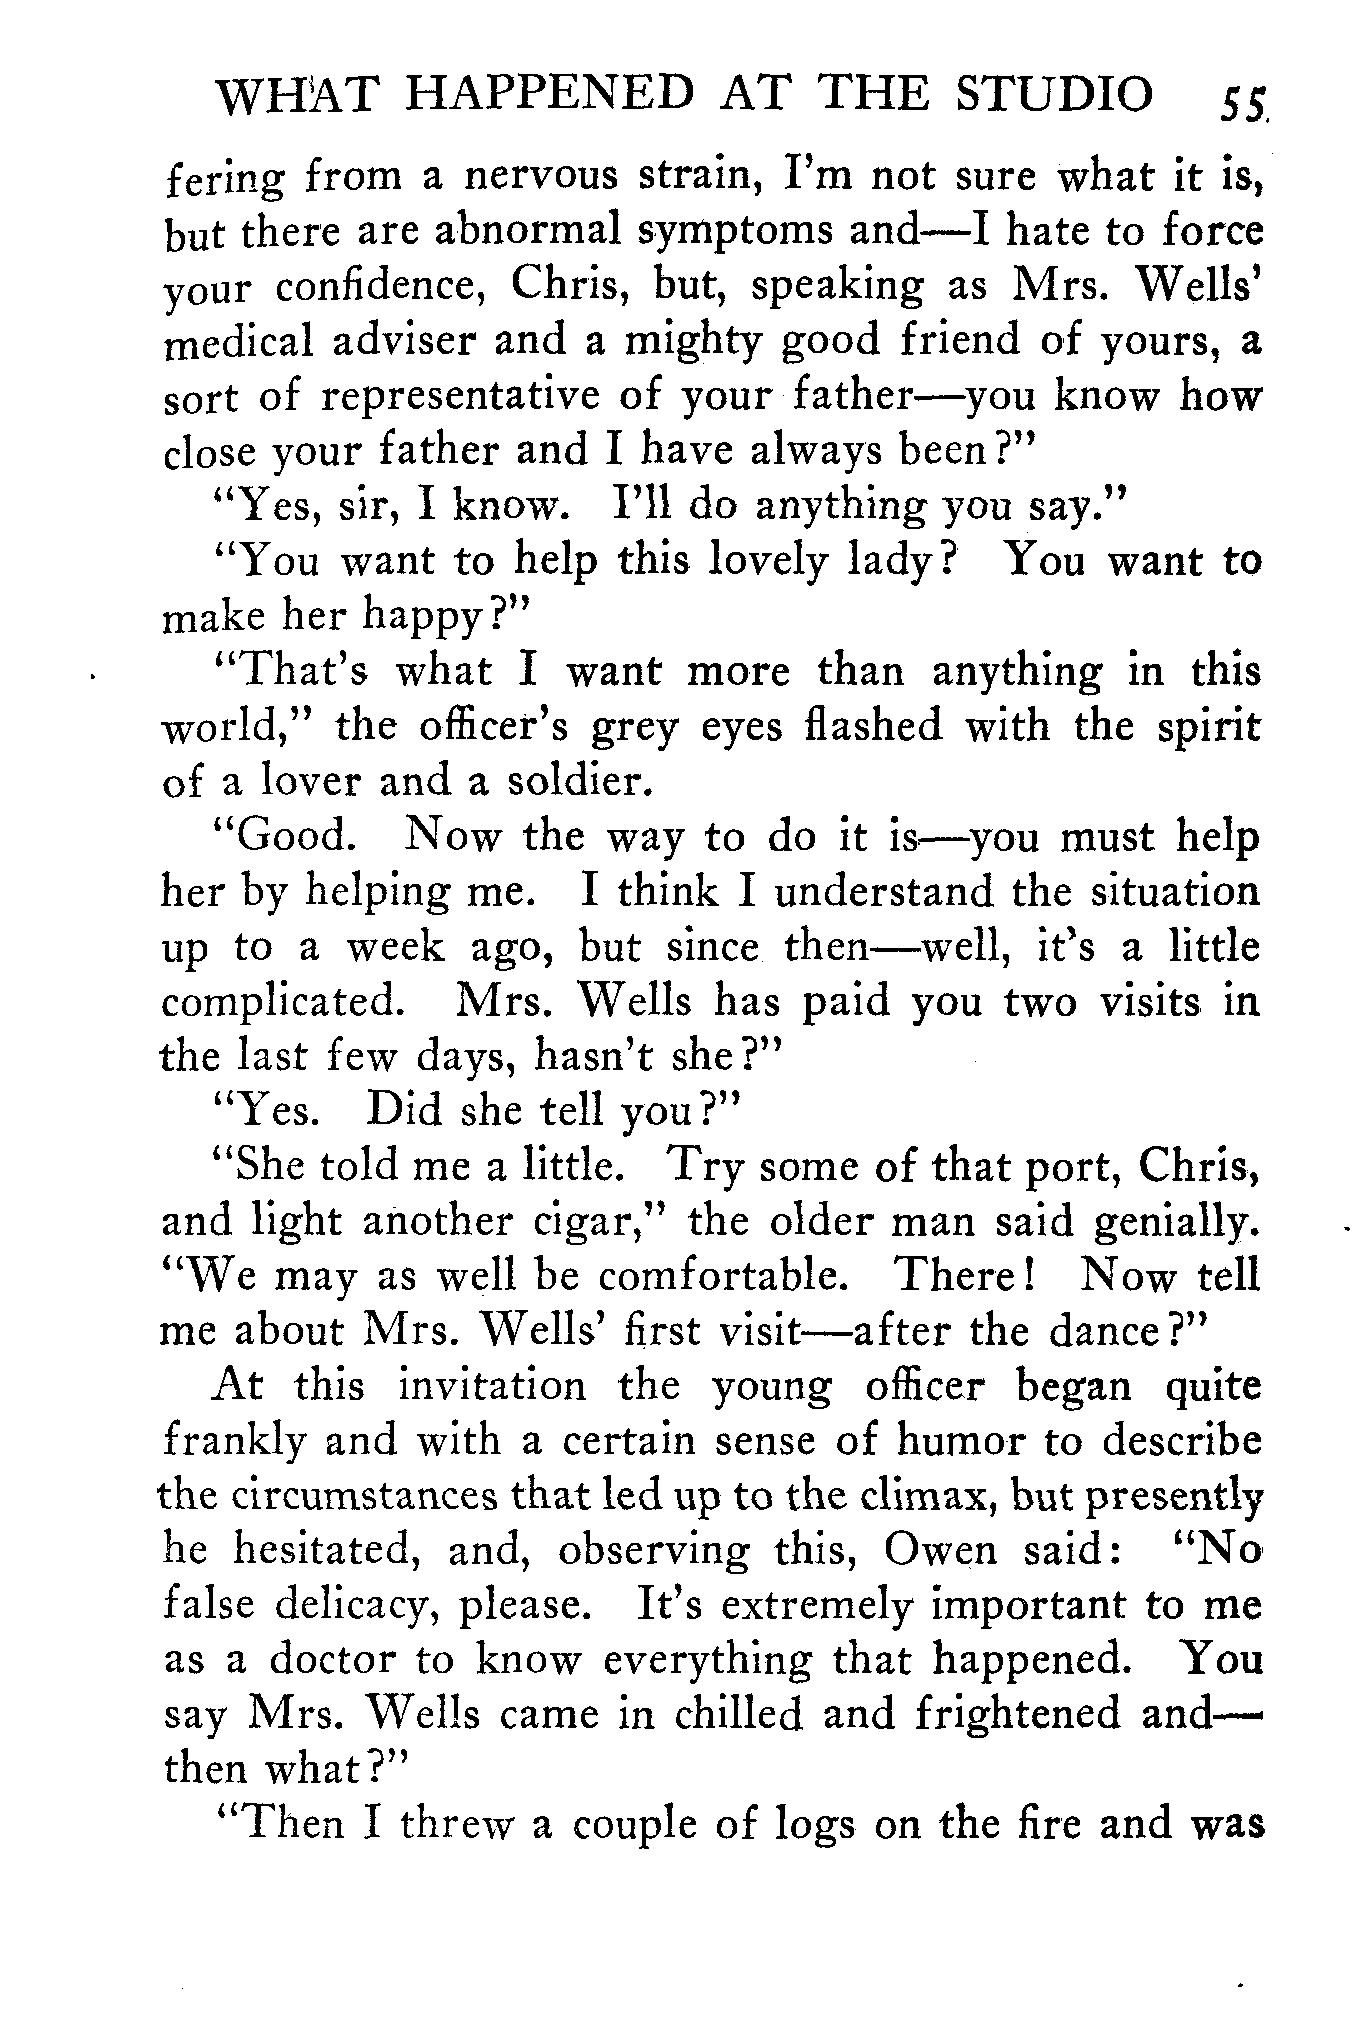 WHAT HAPPENED AT THE STUDIO 55
fering from a nervous strain, I'm not sure what it is,
but there are abnormal symptoms and—I hate to force
your confidence, Chris, but, speaking as Mrs. Wells'
medical adviser and a mighty good friend of yours, a
sort of representative of your father—you know how
close your father and I have always been?"
"Yes, sir, I know. I'll do anything you say."
"You want to help this lovely lady? You want to
make her happy?"
"That's what I want more than anything in this
world," the officer's grey eyes flashed with the spirit
of a lover and a soldier.
"Good. Now the way to do it is—you must help
her by helping me. I think I understand the situation
up to a week ago, but since then—well, it's a little
complicated. Mrs. Wells has paid you two visits in
the last few days, hasn't she?"
"Yes. Did she tell you?"
"She told me a little. Try some of that port, Chris,
and light another cigar," the older man said genially.
"We may as well be comfortable. There! Now tell
me about Mrs. Wells' first visit—after the dance?"
At this invitation the young officer began quite
frankly and with a certain sense of humor to describe
the circumstances that led up to the climax, but presently
he hesitated, and, observing this, Owen said: "No
false delicacy, please. It's extremely important to me
as a doctor to know everything that happened. You
say Mrs. Wells came in chilled and frightened and—
then what?"
"Then I threw a couple of logs on the fire and was